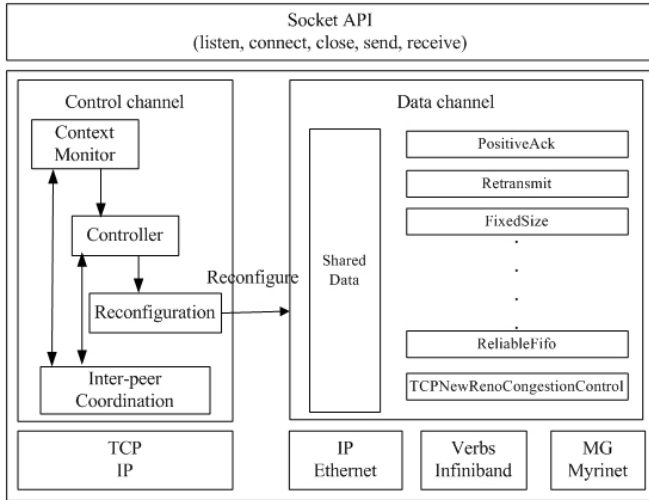 Socket API
(listen, connect, close, send, receive)
Control channel
Context
Monitor
Controller
Reconfiguration
Inter-peer
Coordination
Reconfigure
Data channel
Shared
Data
PositiveAck
Retransmit
FixedSize
ReliableFifo
TCPNewRenoCongestionControl
TCP
IP
IP
Ethernet
Verbs
Infiniband
MG
Myrinet